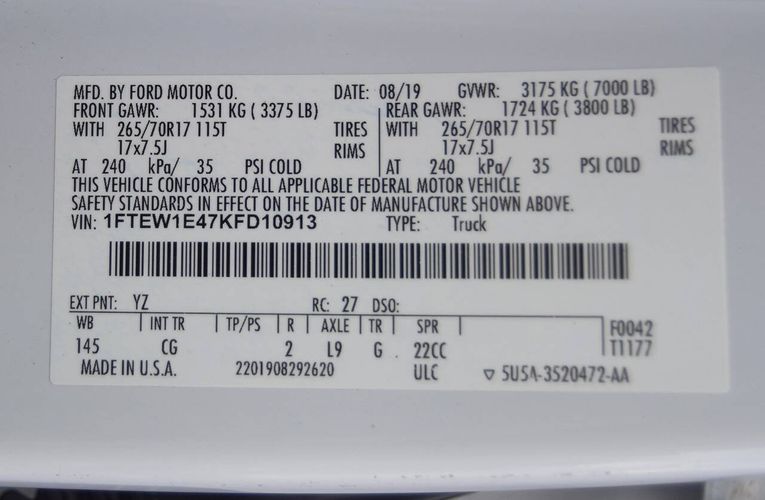 MFD. BY FORD MOTOR CO. DATE: 08/19 GVWR: 3175 KG ( 7000 LB)
FRONT GAWR: 1531 KG ( 3375 LB) REAR GAWR: 1724 KG ( 3800 LB)
WITH 265/70R17 115T TIRES WITH 265/70R17 115T TIRES
17x7.5J RIMS 17x7.5J RIMS
AT 240 kPa/ 35 PSI COLD AT 240 kPa/ 35 PSI COLD
THIS VEHICLE CONFORMS TO ALL APPLICABLE FEDERAL MOTOR VEHICLE
SAFETY STANDARDS IN EFFECT ON THE DATE OF MANUFACTURE SHOWN ABOVE.
VIN: 1FTEW1E47KFD10913 TYPE: Truck
EXT PNT: YZ RC: 27 DSO:
WB INT TR TP/PS R AXLE TR SPR F0042
145 CG 2 L9 G 22CC T1177
MADE IN U.S.A. 2201908292620 ULC ▽ 5U5A-3520472-AA